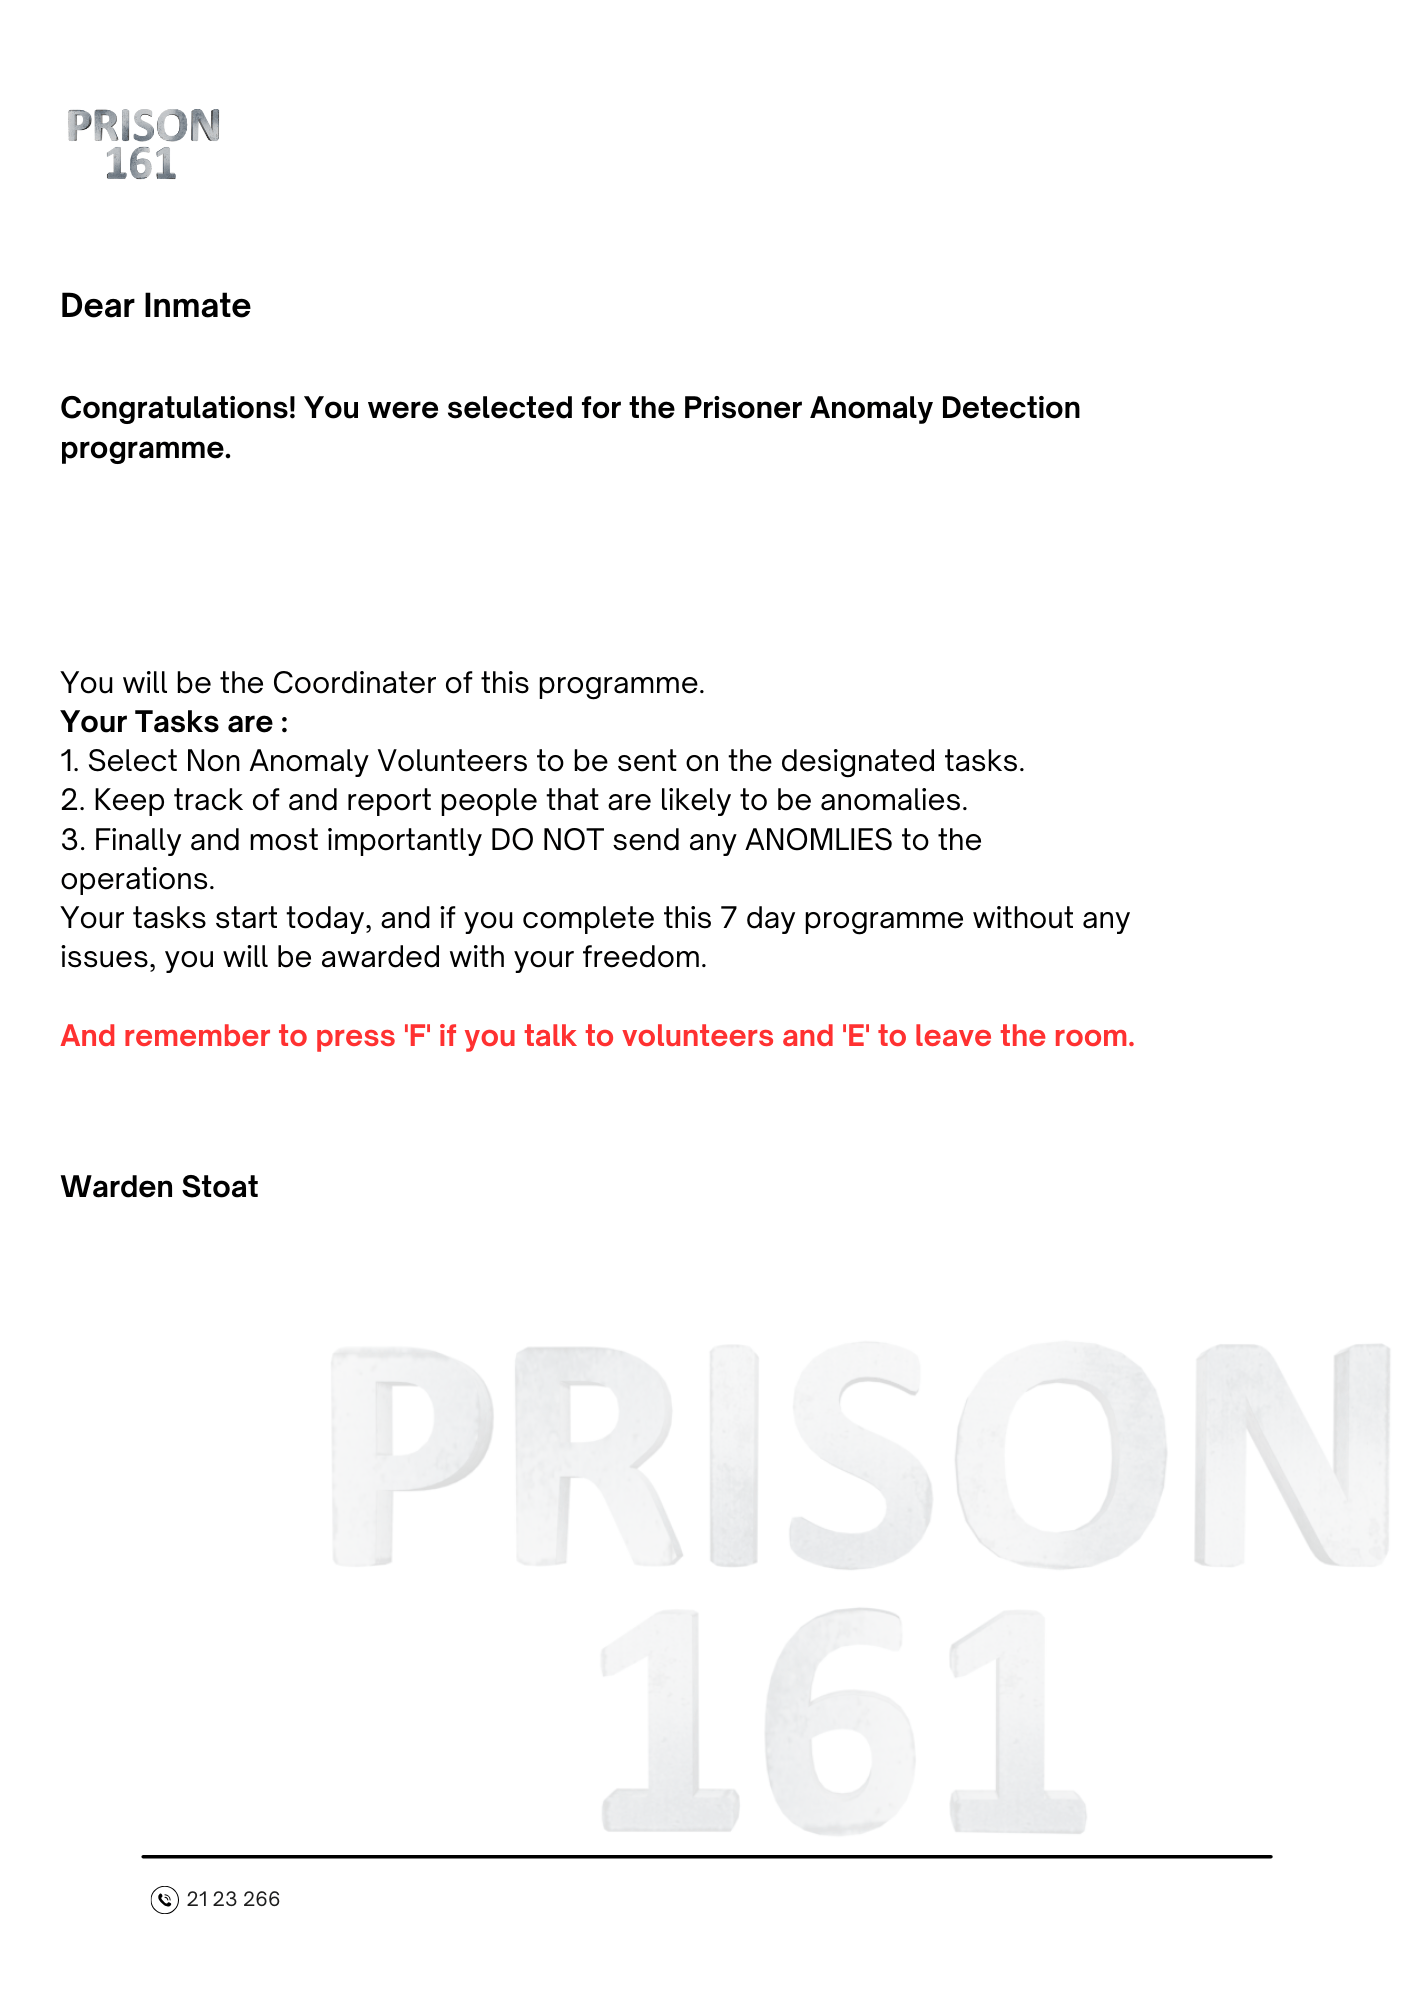 PRISON
161
Dear Inmate
Congratulations! You were selected for the Prisoner Anomaly Detection
programme.
You will be the Coordinater of this programme.
Your Tasks are :
1. Select Non Anomaly Volunteers to be sent on the designated tasks.
2. Keep track of and report people that are likely to be anomalies.
3. Finally and most importantly DO NOT send any ANOMLIES to the
operations.
Your tasks start today, and if you complete this 7 day programme without any
issues, you will be awarded with your freedom.
And remember to press 'F' if you talk to volunteers and 'E' to leave the room.
Warden Stoat
PRISON
161
21 23 266